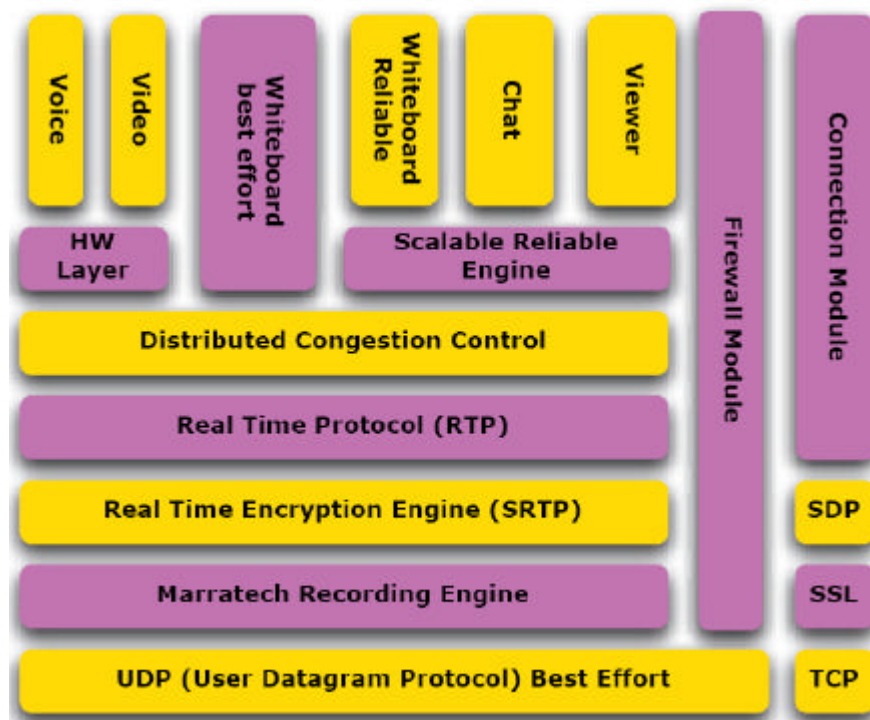 Voice
Video
Whiteboard
best effort
Whiteboard
Reliable
Chat
Viewer
Firewall Module
Connection Module
HW
Layer
Scalable Reliable
Engine
Distributed Congestion Control
Real Time Protocol (RTP)
Real Time Encryption Engine (SRTP)
SDP
Marratech Recording Engine
SSL
UDP (User Datagram Protocol) Best Effort
TCP